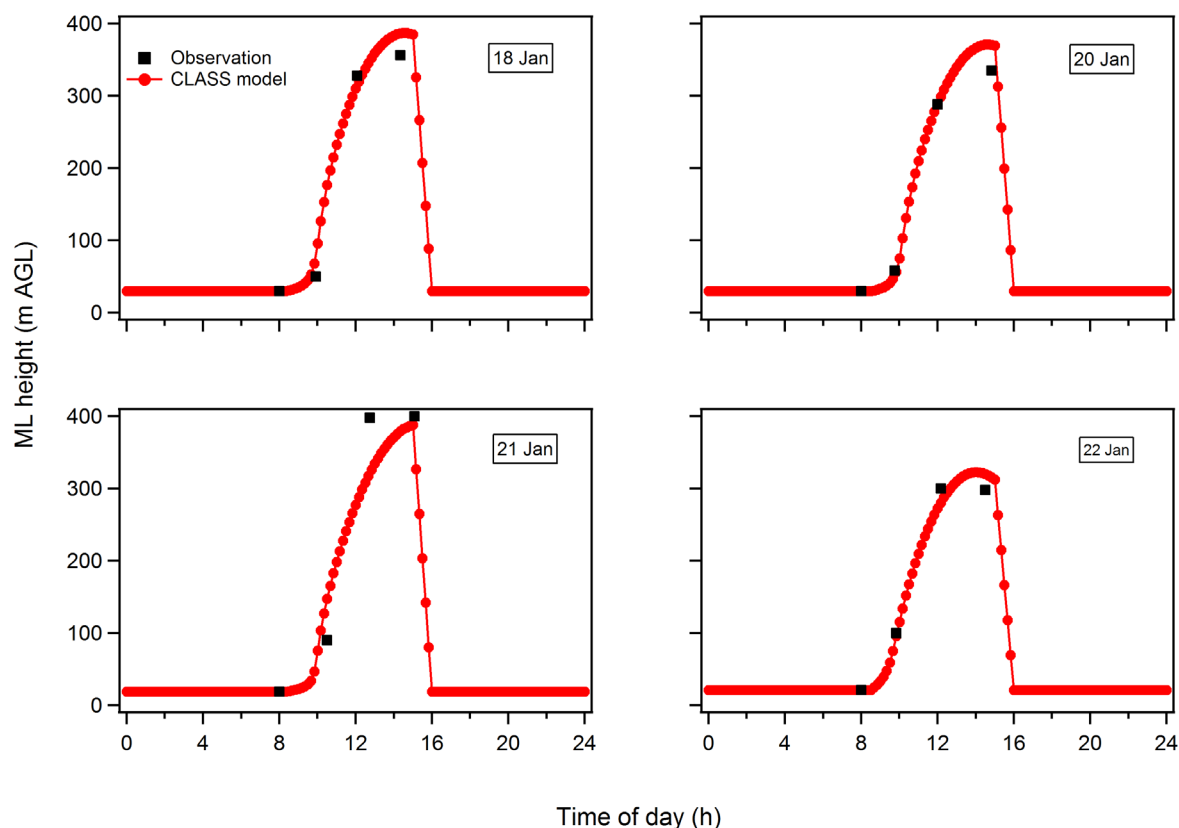 400
300
200
100
0
Observation
CLASS model
18 Jan
20 Jan
ML height (m AGL)
400
300
200
100
0
21 Jan
22 Jan
0 4 8 12 16 20 24
0 4 8 12 16 20 24
Time of day (h)